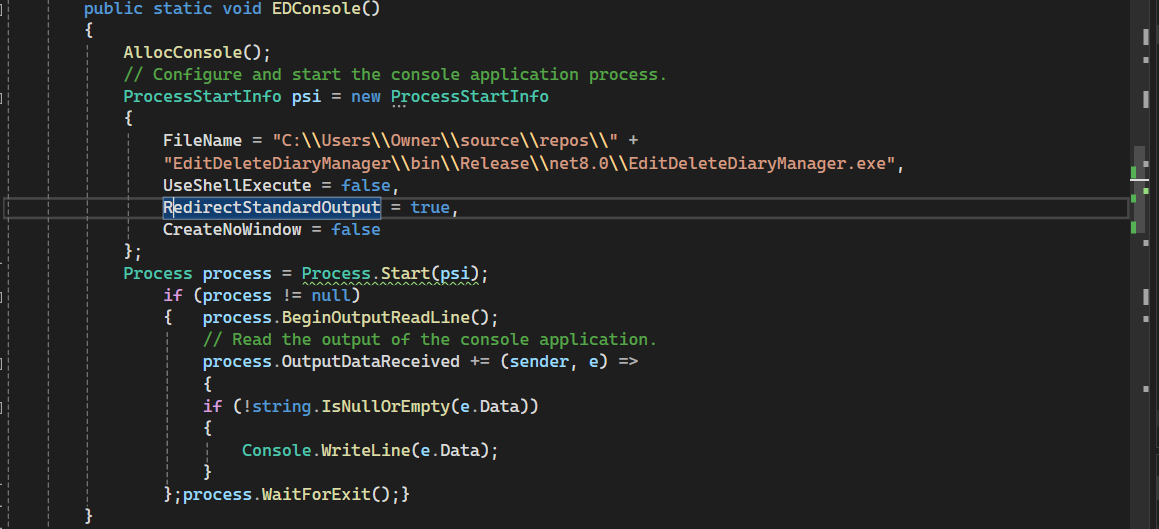 public static void EDConsole()
{
AllocConsole();
// Configure and start the console application process.
ProcessStartInfo psi = new ProcessStartInfo
{
FileName = "C:\\Users\\Owner\\source\\repos\\" +
"EditDeleteDiaryManager\\bin\\Release\\net8.0\\EditDeleteDiaryManager.exe",
UseShellExecute = false,
RedirectStandardOutput = true,
CreateNoWindow = false
};
Process process = Process.Start(psi);
if (process != null)
{   process.BeginOutputReadLine();
// Read the output of the console application.
process.OutputDataReceived += (sender, e) =>
{
if (!string.IsNullOrEmpty(e.Data))
{
Console.WriteLine(e.Data);
}
};process.WaitForExit();}
}